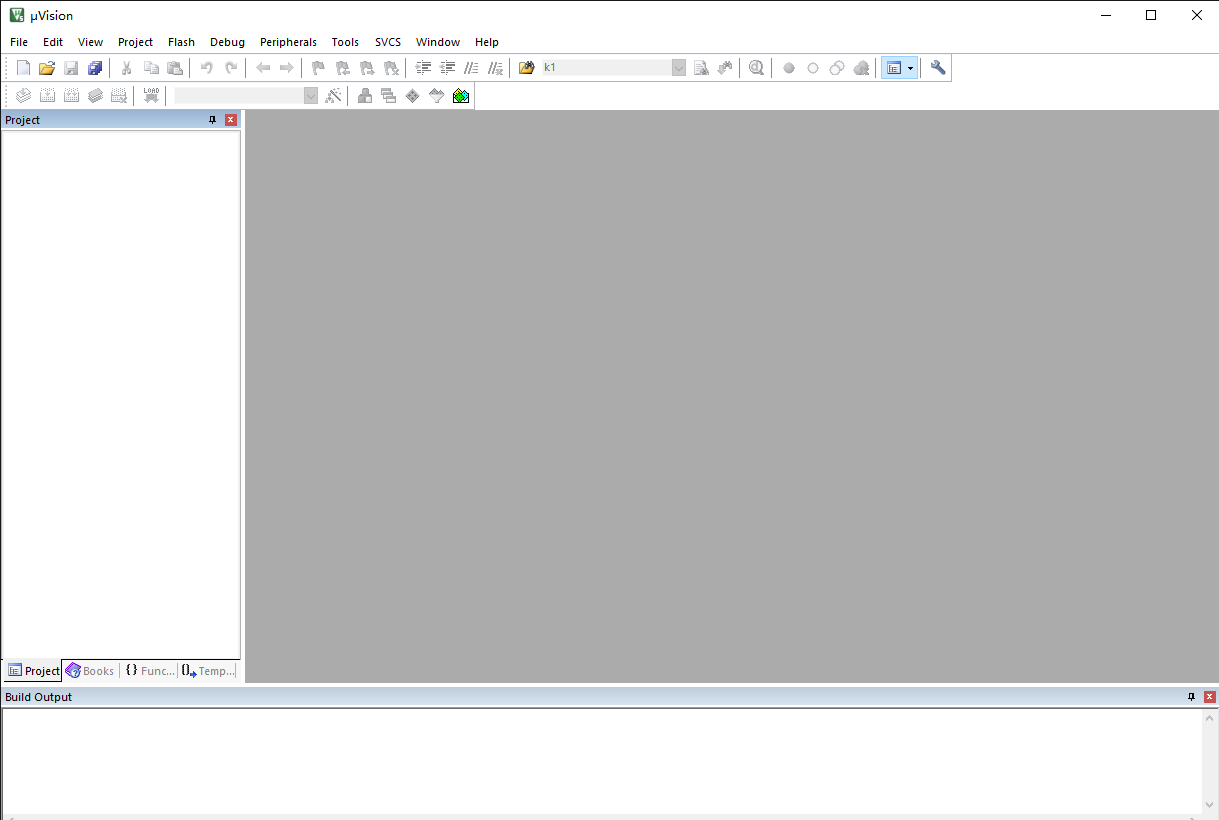 µVision
File Edit View Project Flash Debug Peripherals Tools SVCS Window Help
k1
LOAD
Project
Project Books Func... Temp...
Build Output